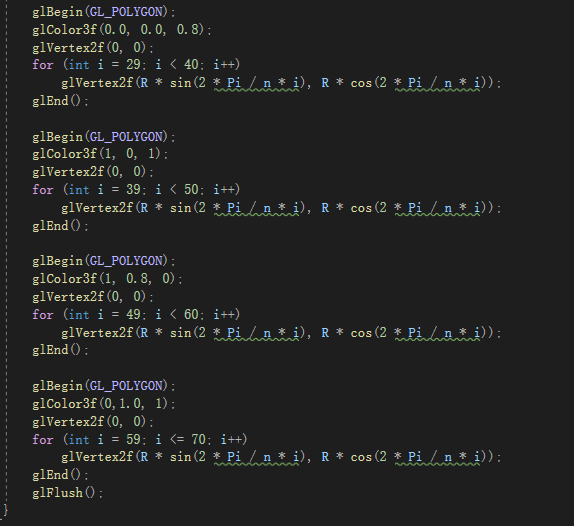 glBegin(GL_POLYGON);
glColor3f(0.0, 0.0, 0.8);
glVertex2f(0, 0);
for (int i = 29; i < 40; i++)
glVertex2f(R * sin(2 * Pi / n * i), R * cos(2 * Pi / n * i));
glEnd();
glBegin(GL_POLYGON);
glColor3f(1, 0, 1);
glVertex2f(0, 0);
for (int i = 39; i < 50; i++)
glVertex2f(R * sin(2 * Pi / n * i), R * cos(2 * Pi / n * i));
glEnd();
glBegin(GL_POLYGON);
glColor3f(1, 0.8, 0);
glVertex2f(0, 0);
for (int i = 49; i < 60; i++)
glVertex2f(R * sin(2 * Pi / n * i), R * cos(2 * Pi / n * i));
glEnd();
glBegin(GL_POLYGON);
glColor3f(0,1.0, 1);
glVertex2f(0, 0);
for (int i = 59; i <= 70; i++)
glVertex2f(R * sin(2 * Pi / n * i), R * cos(2 * Pi / n * i));
glEnd();
glFlush();
}